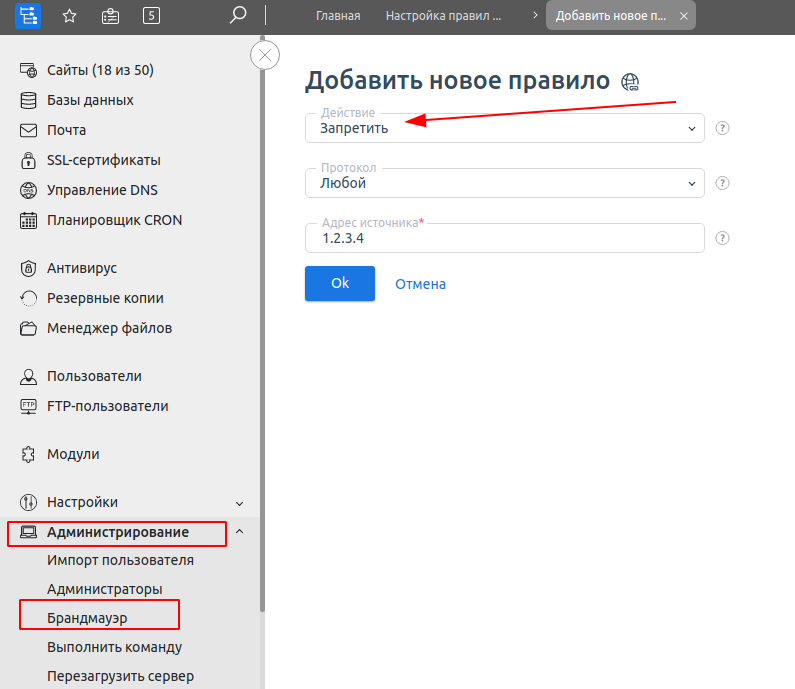 5
Главная
Настройка правил ...
Добавить новое п...
Сайты (18 из 50)
Базы данных
Почта
SSL-сертификаты
Управление DNS
Планировщик CRON
Антивирус
Резервные копии
Менеджер файлов
Пользователи
FTP
FTP-пользователи
Модули
Настройки
Администрирование
Импорт пользователя
Администраторы
Брандмауэр
Выполнить команду
Перезагрузить сервер
Добавить новое правило
Действие
Запретить
?
Протокол
Любой
?
Адрес источника*
1.2.3.4
?
Ok
Отмена